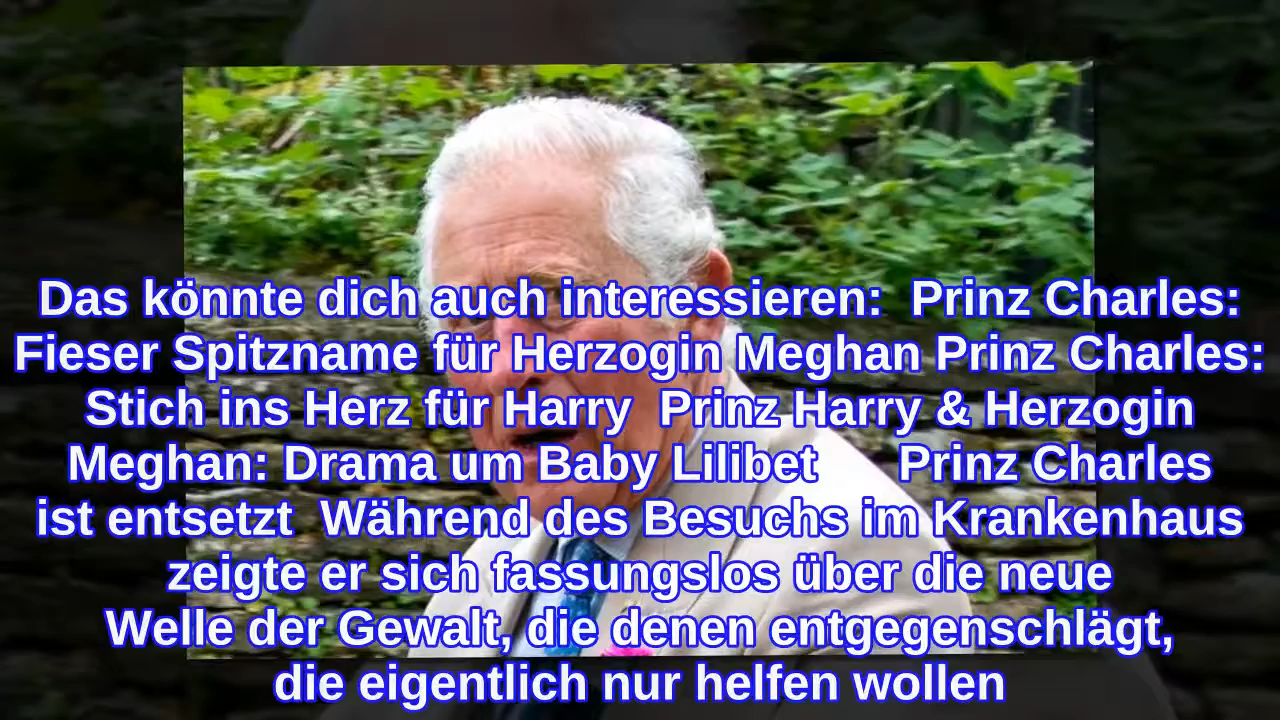 Das könnte dich auch interessieren:  Prinz Charles:
Fieser Spitzname für Herzogin Meghan Prinz Charles:
Stich ins Herz für Harry  Prinz Harry & Herzogin
Meghan: Drama um Baby Lilibet      Prinz Charles
ist entsetzt  Während des Besuchs im Krankenhaus
zeigte er sich fassungslos über die neue
Welle der Gewalt, die denen entgegenschlägt,
die eigentlich nur helfen wollen